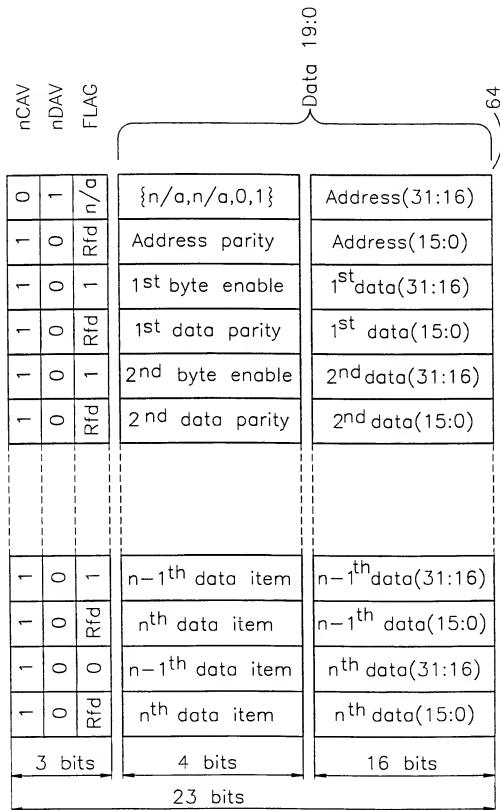 nCAV nDAV FLAG Data 19:0
64
0 1 n/a {n/a,n/a,0,1} Address(31:16)
1 0 Rfd Address parity Address(15:0)
1 0 1 1st byte enable 1st data(31:16)
1 0 Rfd 1st data parity 1st data(15:0)
1 0 1 2nd byte enable 2nd data(31:16)
1 0 Rfd 2nd data parity 2nd data(15:0)
1 0 1 n-1th data item n-1th data(31:16)
1 0 Rfd nth data item n-1th data(15:0)
1 0 0 n-1th data item nth data(31:16)
1 0 Rfd nth data item nth data(15:0)
3 bits 4 bits 16 bits
23 bits